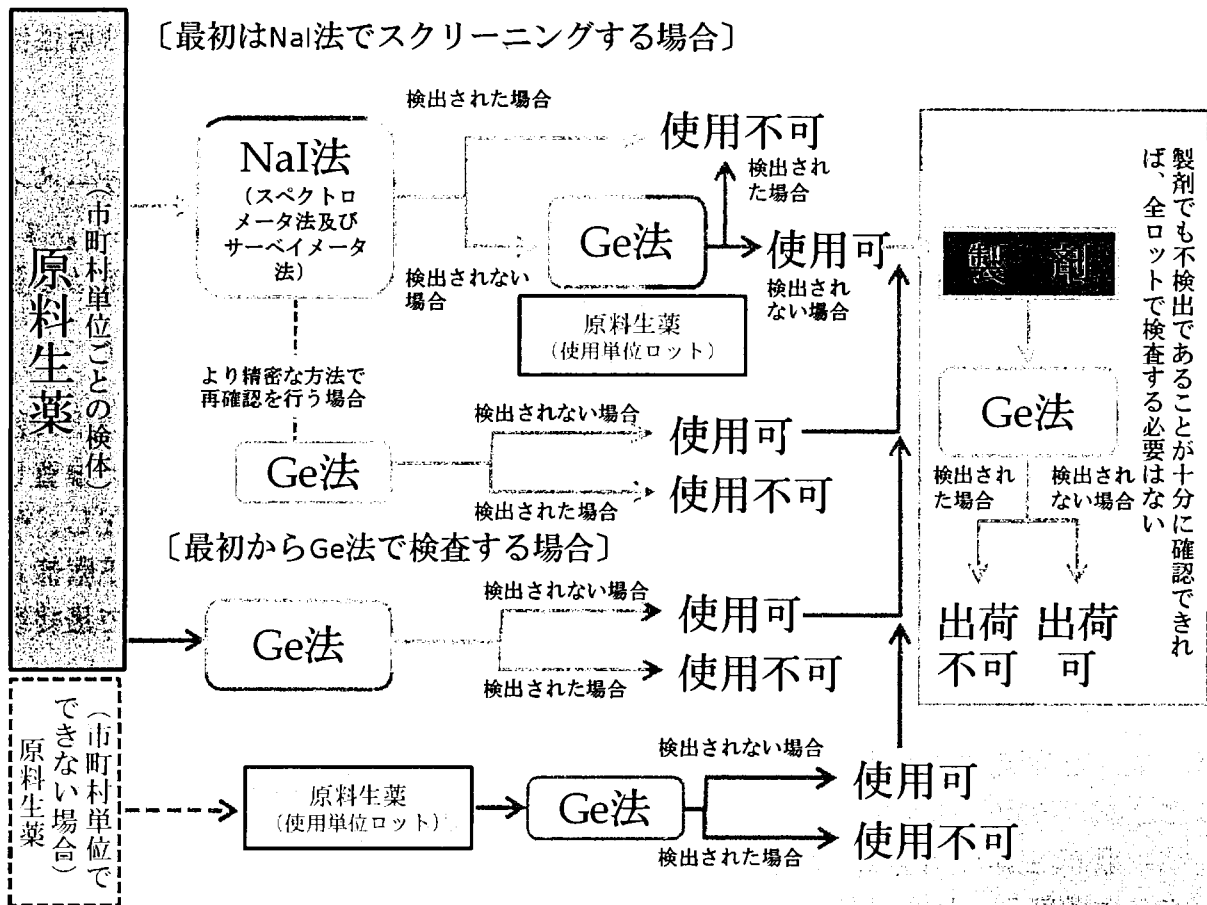 〔最初はNaI法でスクリーニングする場合〕
原料生薬
（市町村単位ごとの検体）
NaI法
（スペクトロ
メータ法及び
サーベイメータ
法）
検出された場合
使用不可
検出されない
場合
Ge法
検出され
た場合
使用可
検出され
ない場合
原料生薬
（使用単位ロット）
より精密な方法で
再確認を行う場合
Ge法
検出されない場合
使用可
検出された場合
使用不可
〔最初からGe法で検査する場合〕
Ge法
検出されない場合
使用可
検出された場合
使用不可
原料生薬
（市町村単位で
できない場合）
原料生薬
（使用単位ロット）
Ge法
検出されない場合
使用可
検出された場合
使用不可
製剤でも不検出であることが十分に確認できれ
ば、全ロットで検査する必要はない
製剤
Ge法
検出され
た場合
検出され
ない場合
出荷
不可
出荷
可